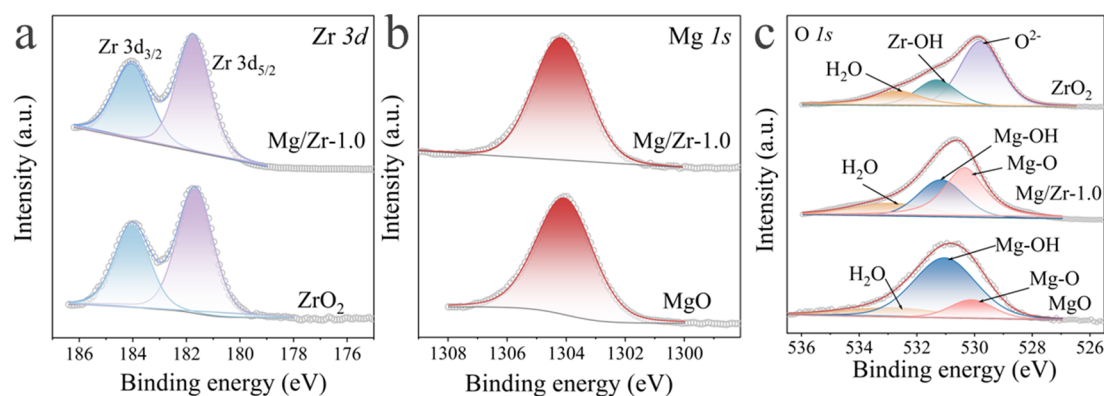 a
Zr 3d
Zr 3d3/2
Zr 3d5/2
Mg/Zr-1.0
ZrO2
Intensity (a.u.)
186 184 182 180 178 176 175
Binding energy (eV)
b
Mg 1s
Mg/Zr-1.0
MgO
Intensity (a.u.)
1308 1306 1304 1302 1300
Binding energy (eV)
c
O 1s
Zr-OH
O2-
H2O
ZrO2
Mg-OH
H2O
Mg-O
Mg/Zr-1.0
Mg-OH
H2O
Mg-O
MgO
Intensity (a.u.)
536 534 532 530 528 526
Binding energy (eV)